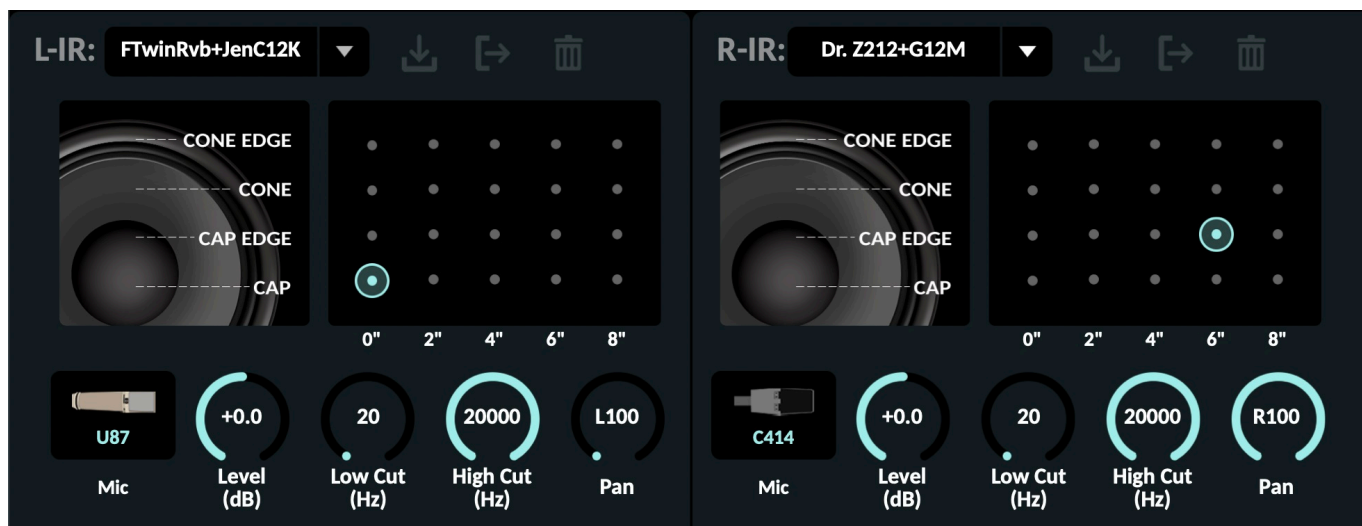 L-IR: FTwinRvb+JenC12K
CONE EDGE
CONE
CAP EDGE
CAP
0" 2" 4" 6" 8"
U87
Mic
+0.0
Level
(dB)
20
Low Cut
(Hz)
20000
High Cut
(Hz)
L100
Pan
R-IR: Dr. Z212+G12M
CONE EDGE
CONE
CAP EDGE
CAP
0" 2" 4" 6" 8"
C414
Mic
+0.0
Level
(dB)
20
Low Cut
(Hz)
20000
High Cut
(Hz)
R100
Pan